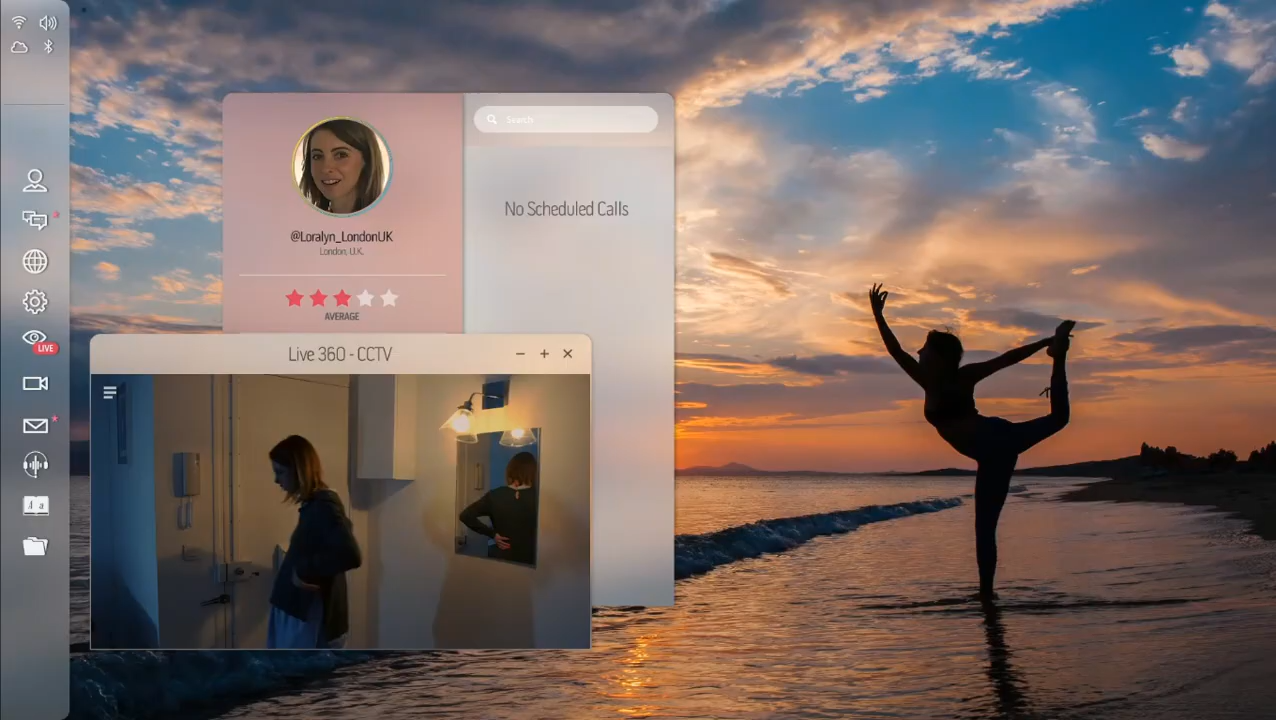 Search
No Scheduled Calls
@Loralyn_LondonUK
London, U.K.
AVERAGE
LIVE
Live 360 - CCTV